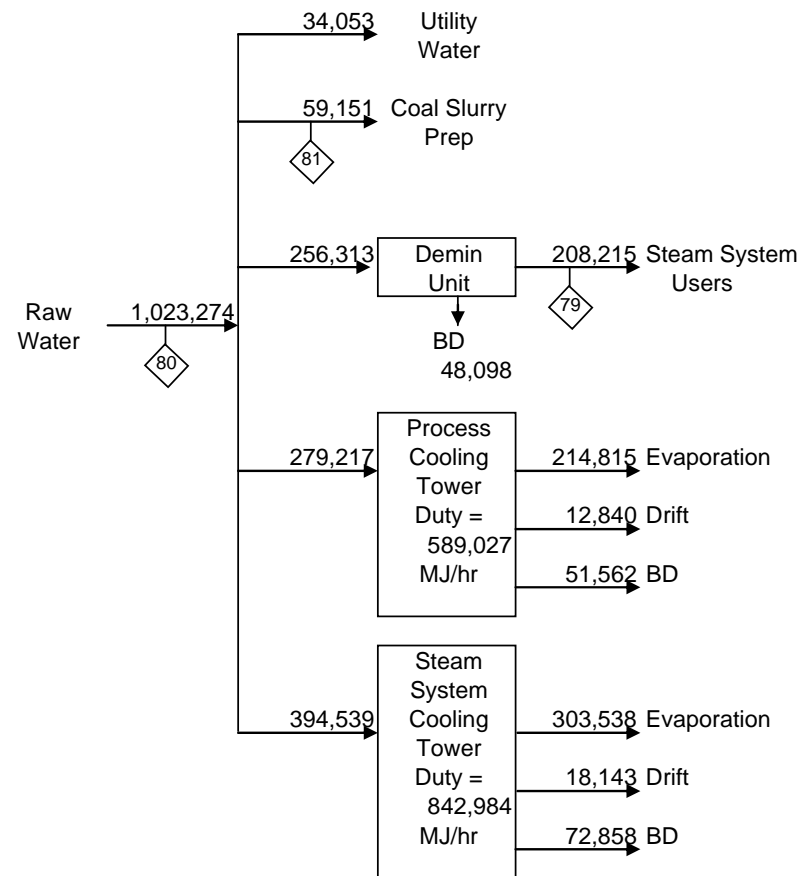 34,053
Utility
Water
59,151
Coal Slurry
Prep
81
256,313
Demin
Unit
208,215
Steam System
Users
79
BD
48,098
Raw
Water
1,023,274
80
279,217
Process
Cooling
Tower
Duty =
589,027
MJ/hr
214,815 Evaporation
12,840 Drift
51,562 BD
394,539
Steam
System
Cooling
Tower
Duty =
842,984
MJ/hr
303,538 Evaporation
18,143 Drift
72,858 BD